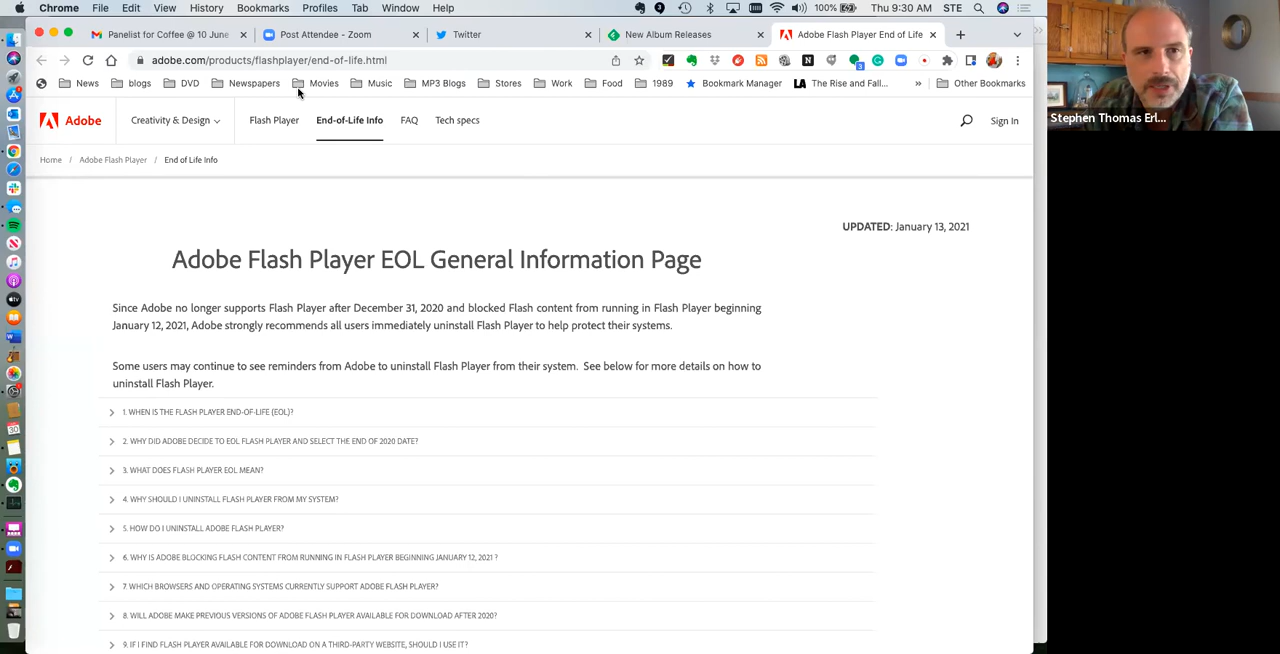 Chrome File Edit View History Bookmarks Profiles Tab Window Help 100% Thu 9:30 AM STE
Panelist for Coffee @ 10 June Post Attendee - Zoom Twitter New Album Releases Adobe Flash Player End of Life
adobe.com/products/flashplayer/end-of-life.html
News blogs DVD Newspapers Movies Music MP3 Blogs Stores Work Food 1989 Bookmark Manager LA The Rise and Fall... » Other Bookmarks
Stephen Thomas Erl...
Adobe Creativity & Design Flash Player End-of-Life Info FAQ Tech specs Sign In
Home / Adobe Flash Player / End of Life Info
UPDATED: January 13, 2021
Adobe Flash Player EOL General Information Page
Since Adobe no longer supports Flash Player after December 31, 2020 and blocked Flash content from running in Flash Player beginning
January 12, 2021, Adobe strongly recommends all users immediately uninstall Flash Player to help protect their systems.
Some users may continue to see reminders from Adobe to uninstall Flash Player from their system. See below for more details on how to
uninstall Flash Player.
1. WHEN IS THE FLASH PLAYER END-OF-LIFE (EOL)?
2. WHY DID ADOBE DECIDE TO EOL FLASH PLAYER AND SELECT THE END OF 2020 DATE?
3. WHAT DOES FLASH PLAYER EOL MEAN?
4. WHY SHOULD I UNINSTALL FLASH PLAYER FROM MY SYSTEM?
5. HOW DO I UNINSTALL ADOBE FLASH PLAYER?
6. WHY IS ADOBE BLOCKING FLASH CONTENT FROM RUNNING IN FLASH PLAYER BEGINNING JANUARY 12, 2021 ?
7. WHICH BROWSERS AND OPERATING SYSTEMS CURRENTLY SUPPORT ADOBE FLASH PLAYER?
8. WILL ADOBE MAKE PREVIOUS VERSIONS OF ADOBE FLASH PLAYER AVAILABLE FOR DOWNLOAD AFTER 2020?
9. IF I FIND FLASH PLAYER AVAILABLE FOR DOWNLOAD ON A THIRD-PARTY WEBSITE, SHOULD I USE IT?